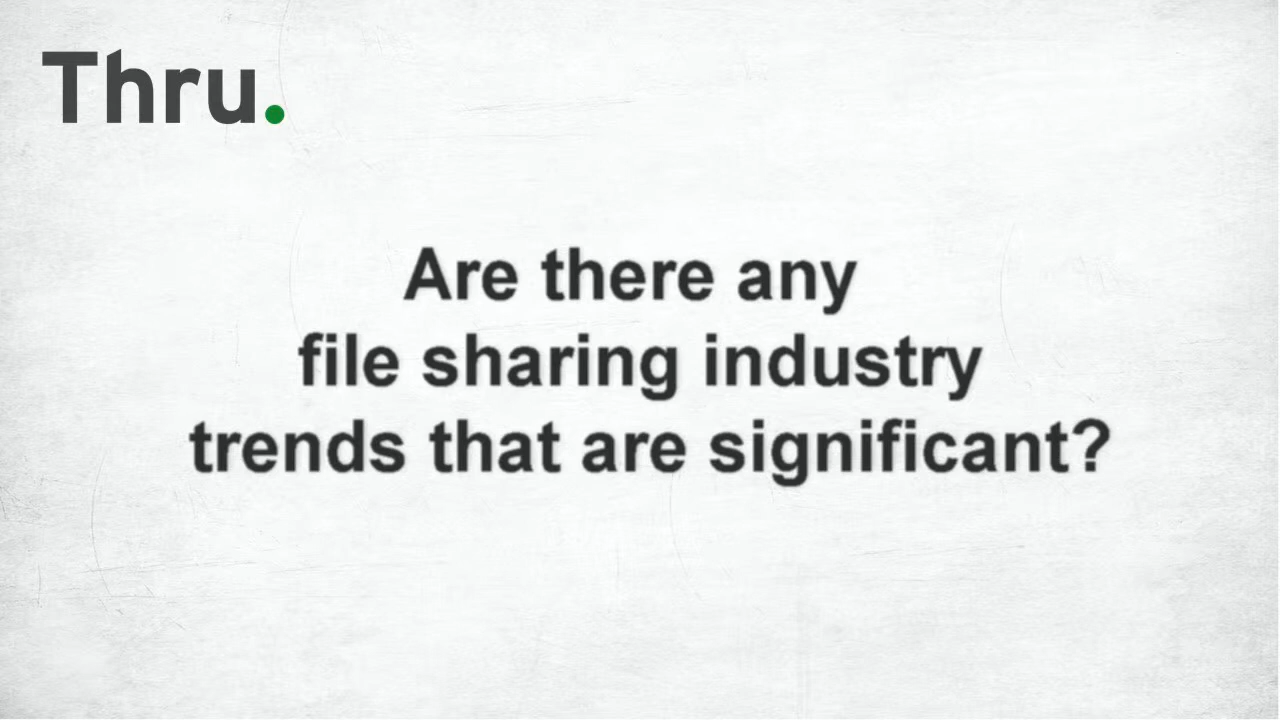 Thru.
Are there any
file sharing industry
trends that are significant?